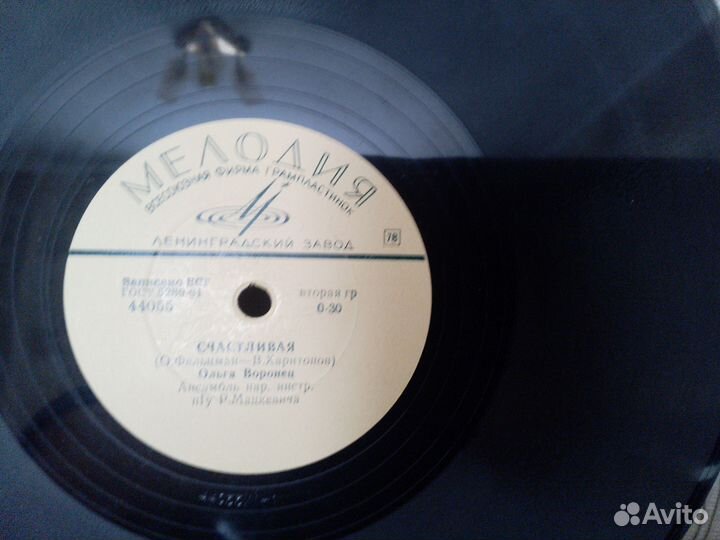 МЕЛОДИЯ
ВСЕСОЮЗНАЯ ФИРМА ГРАМПЛАСТИНОК
ЛЕНИНГРАДСКИЙ ЗАВОД
78
Записано
ГОСТ 5289-61
вторая гр
44055
0-30
СЧАСТЛИВАЯ
(О.Фельцман—В.Харитонов)
Ольга Воронец
Ансамбль нар. инстр.
п/у Р.Мацкевича
Avito